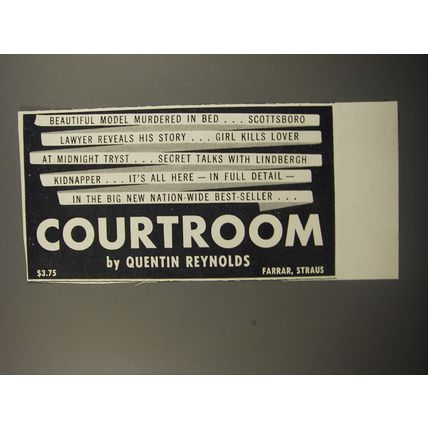 BEAUTIFUL MODEL MURDERED IN BED . . . SCOTTSBORO
LAWYER REVEALS HIS STORY . . . GIRL KILLS LOVER
AT MIDNIGHT TRYST . . . SECRET TALKS WITH LINDBERGH
KIDNAPPER . . . IT'S ALL HERE — IN FULL DETAIL —
IN THE BIG NEW NATION-WIDE BEST-SELLER . . .
COURTROOM
by QUENTIN REYNOLDS
$3.75 FARRAR, STRAUS